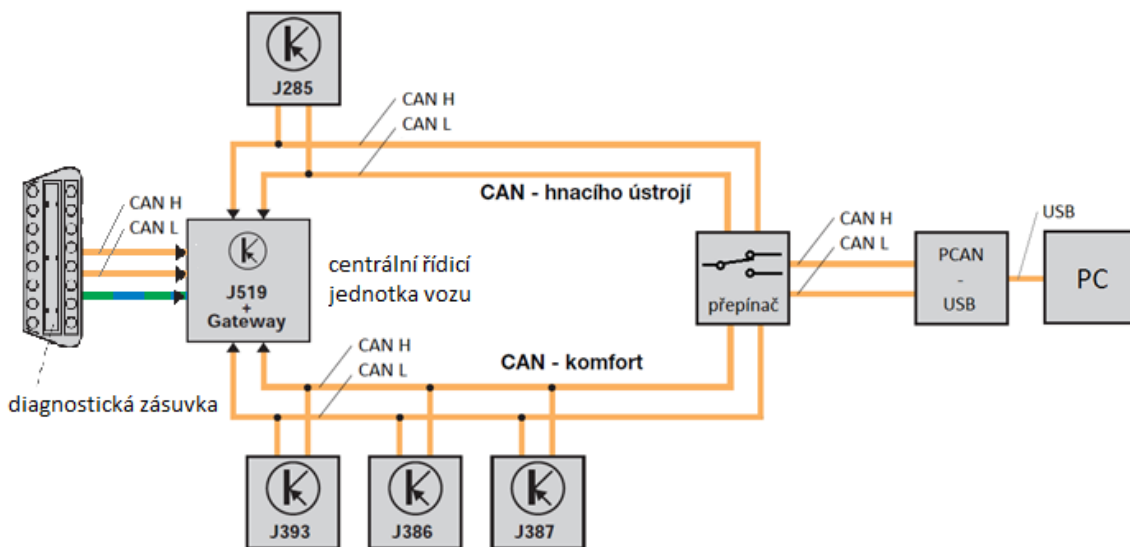 J285
CAN H
CAN L
CAN - hnacího ústrojí
CAN H
CAN L
J519
+
Gateway
centrální řídicí
jednotka vozu
diagnostická zásuvka
přepínač
CAN H
CAN L
PCAN
-
USB
USB
PC
CAN H
CAN L
CAN - komfort
J393
J386
J387